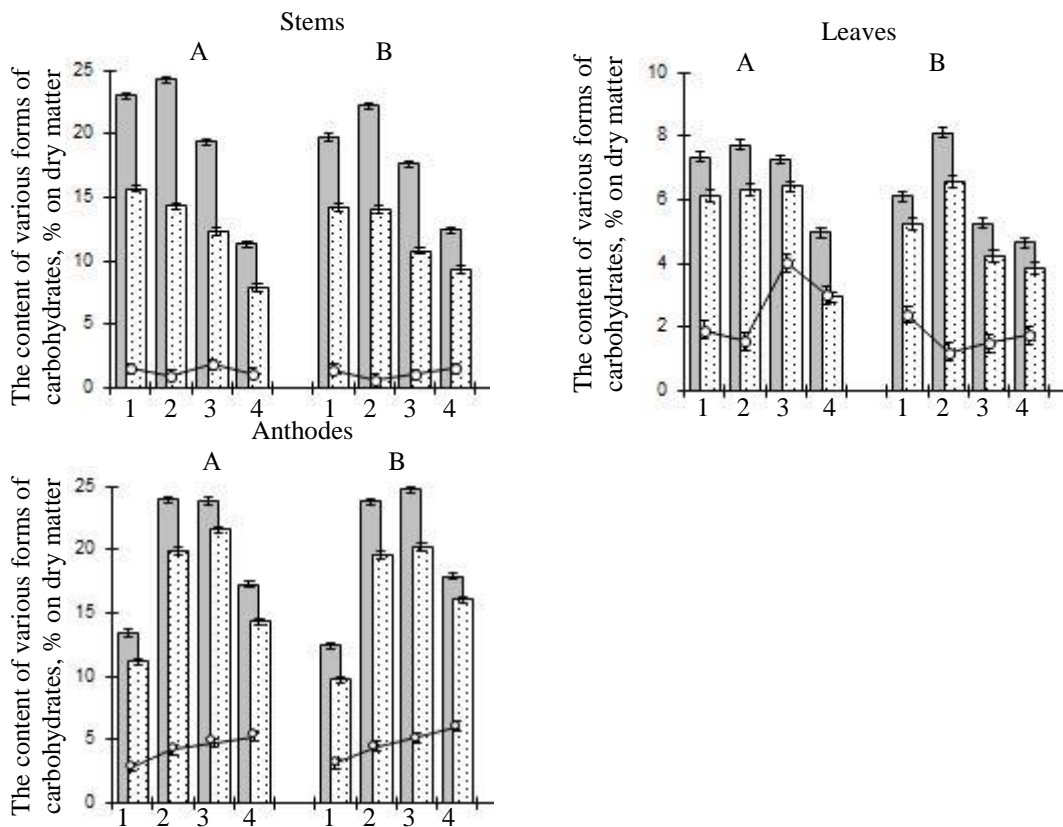 Stems
A B
The content of various forms of
carbohydrates, % on dry matter
25
20
15
10
5
0
1 2 3 4 1 2 3 4
Leaves
A B
The content of various forms of
carbohydrates, % on dry matter
10
8
6
4
2
0
1 2 3 4 1 2 3 4
Anthodes
A B
The content of various forms of
carbohydrates, % on dry matter
25
20
15
10
5
0
1 2 3 4 1 2 3 4